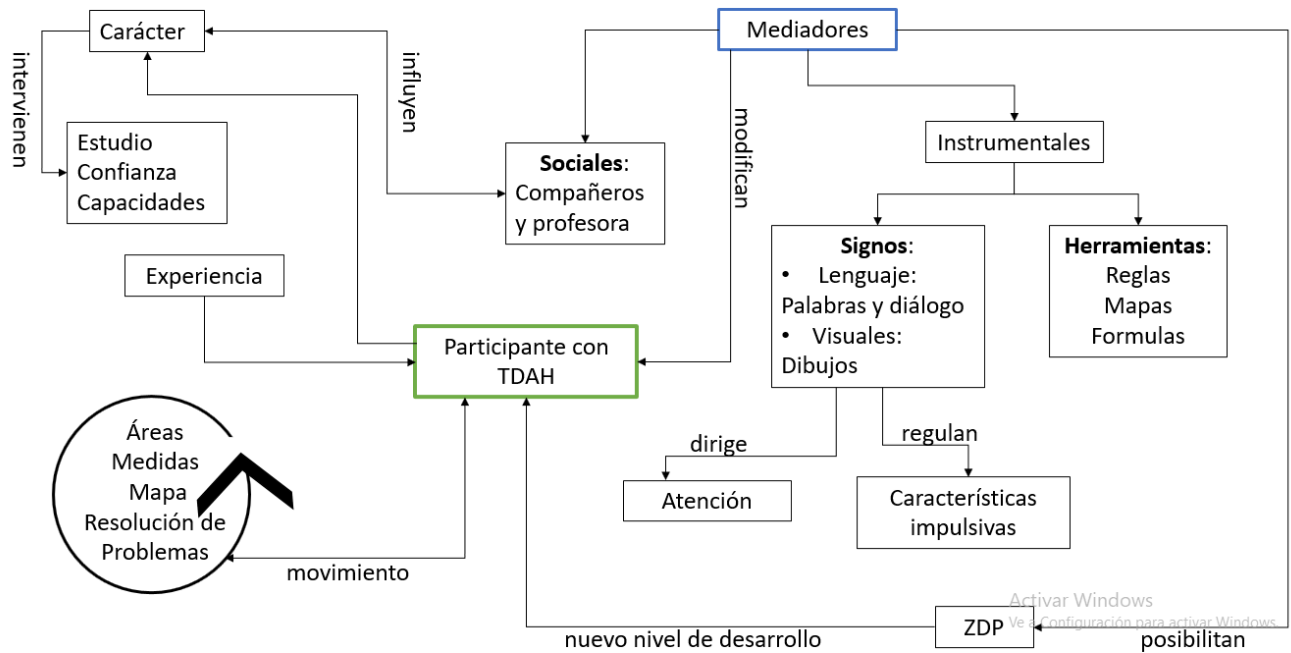 Carácter
Mediadores
intervienen
influyen
modifican
Estudio
Confianza
Capacidades
Sociales:
Compañeros
y profesora
Instrumentales
Experiencia
Signos:
• Lenguaje:
Palabras y diálogo
• Visuales:
Dibujos
Herramientas:
Reglas
Mapas
Formulas
Participante con
TDAH
Áreas
Medidas
Mapa
Resolución de
Problemas
dirige
regulan
Atención
Característícas
impulsivas
movimiento
nuevo nivel de desarrollo
ZDP
posibilitan
Activar Windows
Ve a Configuración para activar Windows.